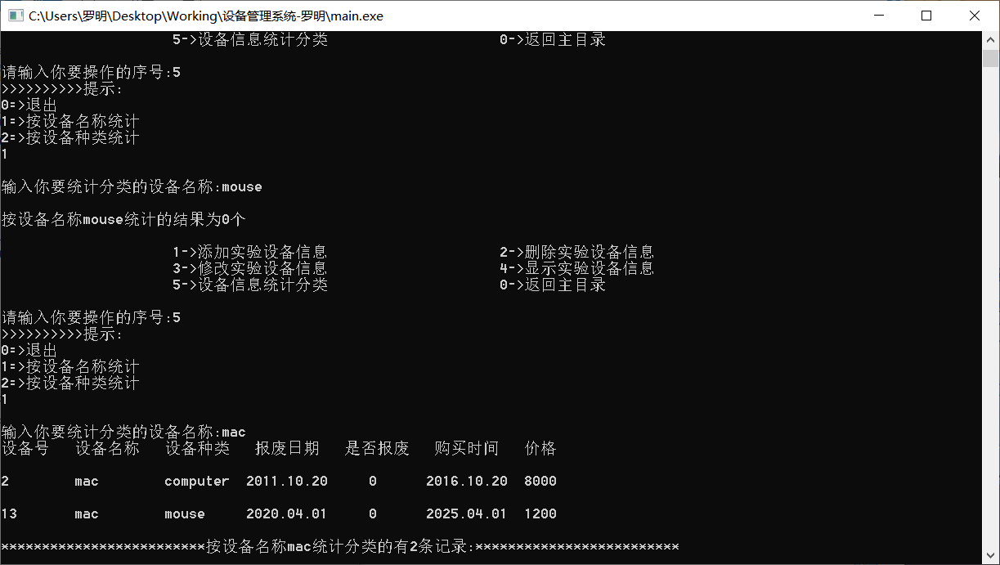 C:\Users\罗明\Desktop\Working\设备管理系统-罗明\main.exe
5->设备信息统计分类 0->返回主目录
请输入你要操作的序号:5
>>>>>>>>>>提示:
0=>退出
1=>按设备名称统计
2=>按设备种类统计
1
输入你要统计分类的设备名称:mouse
按设备名称mouse统计的结果为0个
1->添加实验设备信息 2->删除实验设备信息
3->修改实验设备信息 4->显示实验设备信息
5->设备信息统计分类 0->返回主目录
请输入你要操作的序号:5
>>>>>>>>>>提示:
0=>退出
1=>按设备名称统计
2=>按设备种类统计
1
输入你要统计分类的设备名称:mac
设备号 设备名称 设备种类 报废日期 是否报废 购买时间 价格
2 mac computer 2011.10.20 0 2016.10.20 8000
13 mac mouse 2020.04.01 0 2025.04.01 1200
*************************按设备名称mac统计分类的有2条记录:*************************